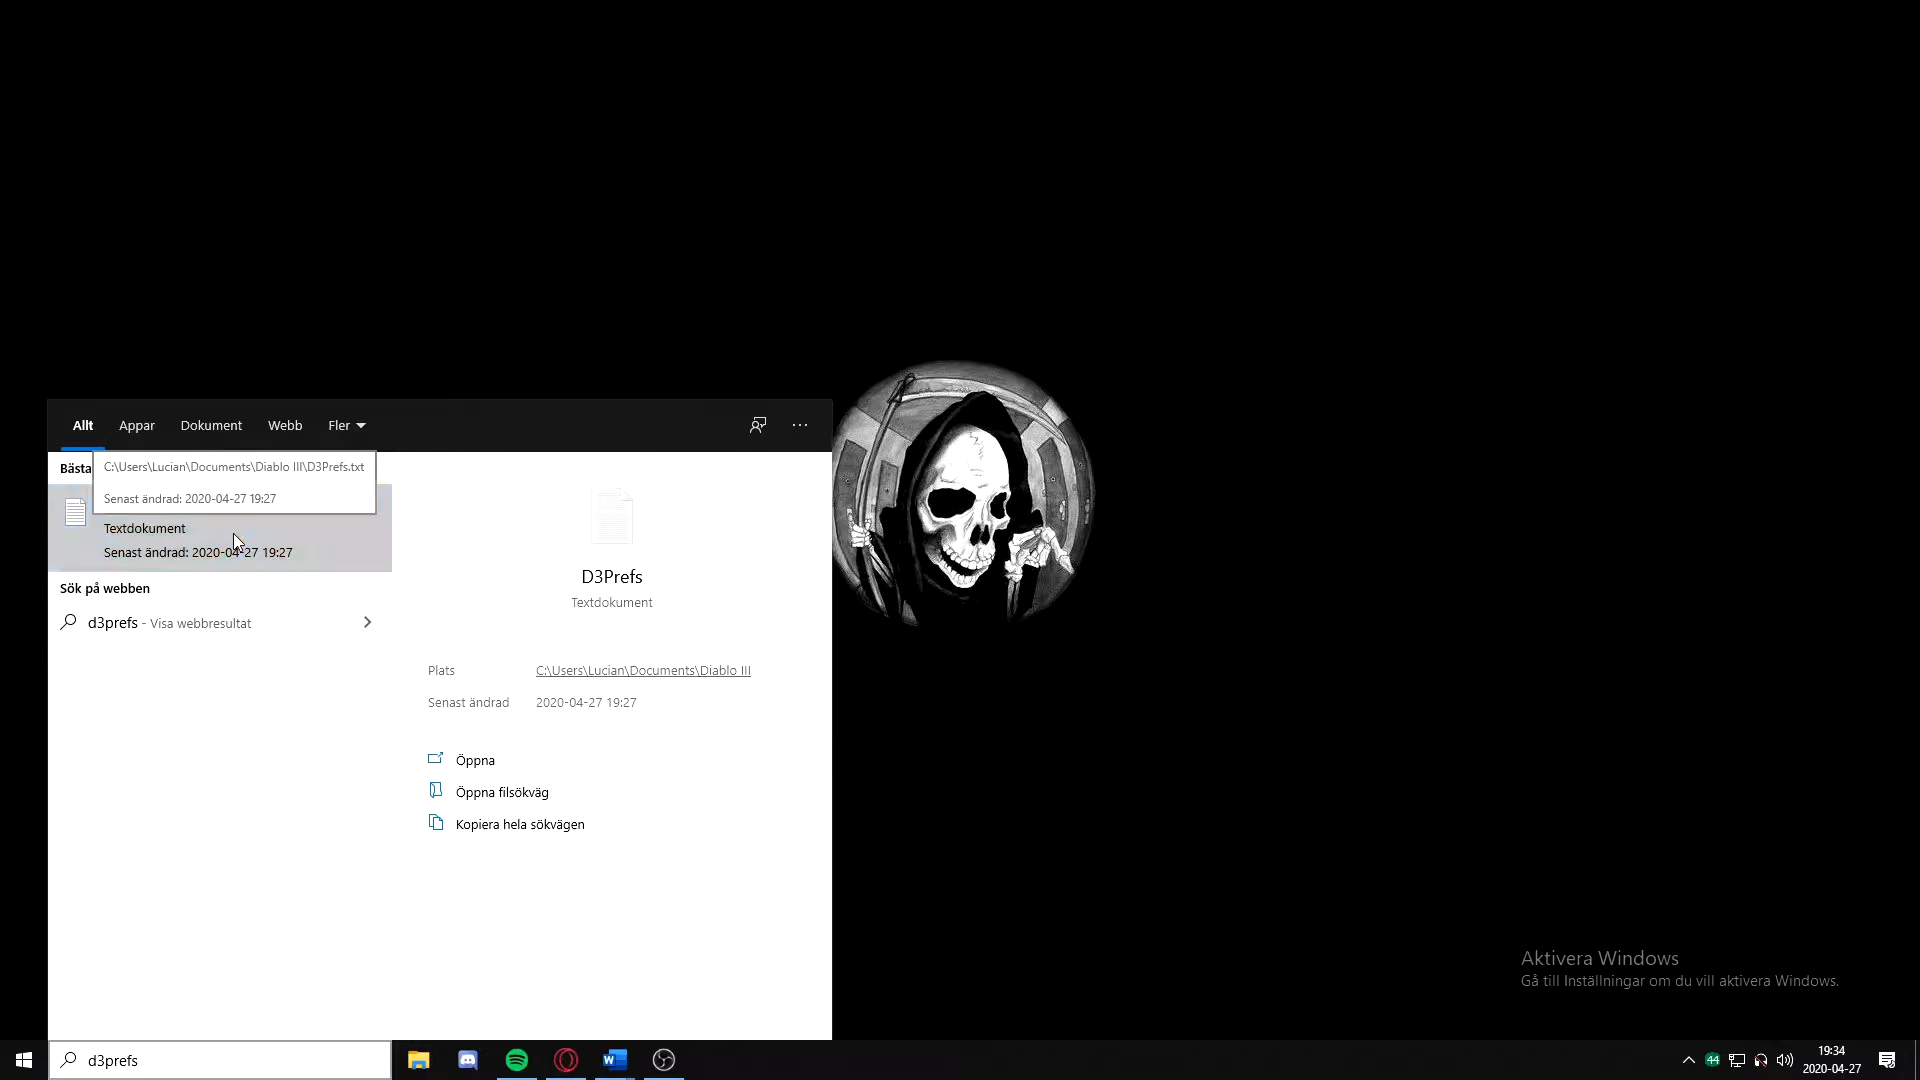 Allt Appar Dokument Webb Fler
Bästa
C:\Users\Lucian\Documents\Diablo III\D3Prefs.txt
Senast ändrad: 2020-04-27 19:27
Textdokument
Senast ändrad: 2020-04-27 19:27
Sök på webben
d3prefs - Visa webbresultat
D3Prefs
Textdokument
Plats C:\Users\Lucian\Documents\Diablo III
Senast ändrad 2020-04-27 19:27
Öppna
Öppna filsökväg
Kopiera hela sökvägen
Aktivera Windows
Gå till Inställningar om du vill aktivera Windows.
d3prefs
44
19:34
2020-04-27